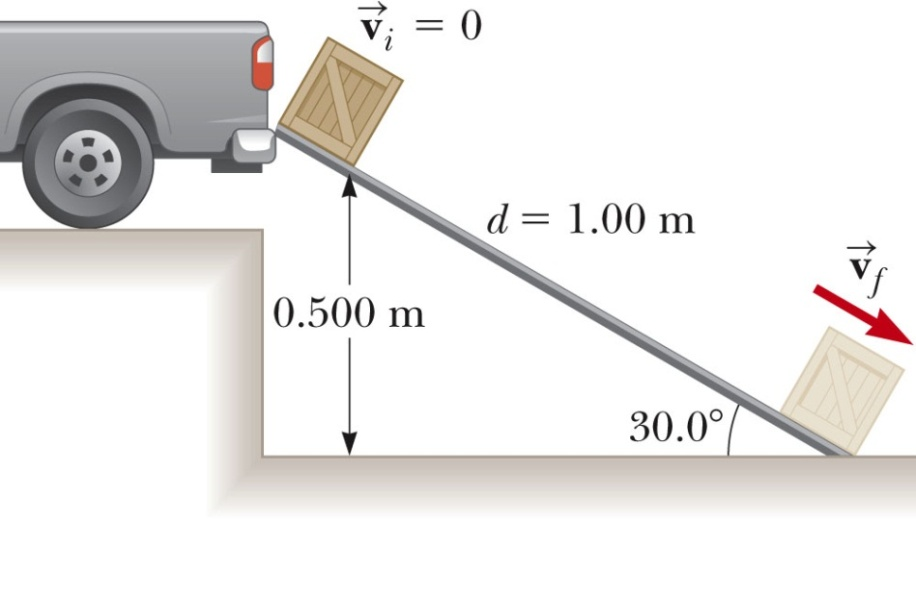 v⃗ᵢ = 0
d = 1.00 m
v⃗f
0.500 m
30.0°